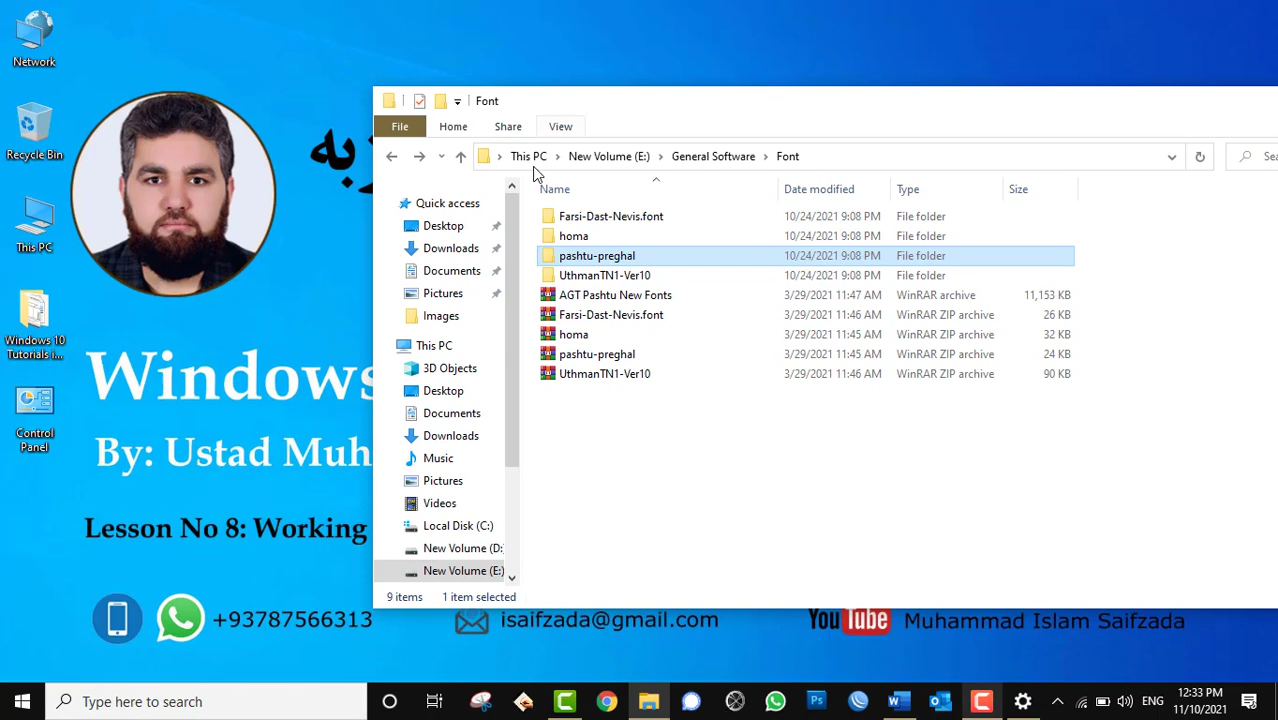 Network
Recycle Bin
This PC
Windows 10
Tutorials i...
Control
Panel
Windows
By: Ustad Muh
Lesson No 8: Working
+93787566313
isaifzada@gmail.com
YouTube
Muhammad Islam Saifzada
Font
File
Home
Share
View
This PC
New Volume (E:)
General Software
Font
Sea
Name
Date modified
Type
Size
Farsi-Dast-Nevis.font 10/24/2021 9:08 PM File folder
homa 10/24/2021 9:08 PM File folder
pashtu-preghal 10/24/2021 9:08 PM File folder
UthmanTN1-Ver10 10/24/2021 9:08 PM File folder
AGT Pashtu New Fonts 3/29/2021 11:47 AM WinRAR archive 11,153 KB
Farsi-Dast-Nevis.font 3/29/2021 11:46 AM WinRAR ZIP archive 26 KB
homa 3/29/2021 11:45 AM WinRAR ZIP archive 32 KB
pashtu-preghal 3/29/2021 11:45 AM WinRAR ZIP archive 24 KB
UthmanTN1-Ver10 3/29/2021 11:46 AM WinRAR ZIP archive 90 KB
Quick access
Desktop
Downloads
Documents
Pictures
Images
This PC
3D Objects
Desktop
Documents
Downloads
Music
Pictures
Videos
Local Disk (C:)
New Volume (D:
New Volume (E:)
9 items
1 item selected
Type here to search
ENG
12:33 PM
11/10/2021